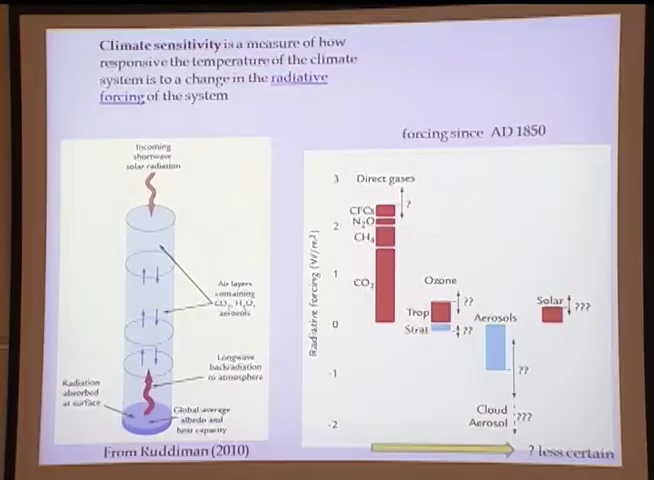 Climate sensitivity is a measure of how
responsive the temperature of the climate
system is to a change in the radiative
forcing of the system
forcing since AD 1850
Incoming
shortwave
solar radiation
Air layers
containing
CO₂, H₂O,
aerosols
Longwave
backradiation
to atmosphere
Radiation
absorbed
at surface
Global average
albedo and
heat capacity
From Ruddiman (2010)
Radiative forcing (W/m²)
3
2
1
0
-1
-2
Direct gases
?
CFCs
N₂O
CH₄
CO₂
Ozone
??
Trop
Strat
??
Aerosols
??
Cloud
Aerosol
???
Solar
???
? less certain